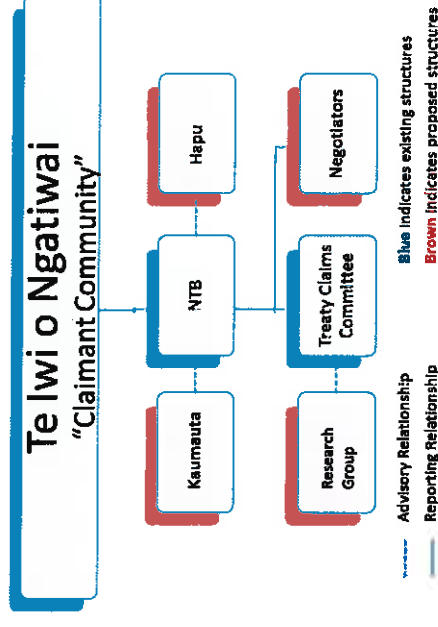 Te Iwi o Ngatiwai
“Claimant Community”
Kaumauta
NTB
Hapu
Research
Group
Treaty Claims
Committee
Negotiators
Advisory Relationship
Blue Indicates existing structures
Reporting Relationship
Brown Indicates proposed structures